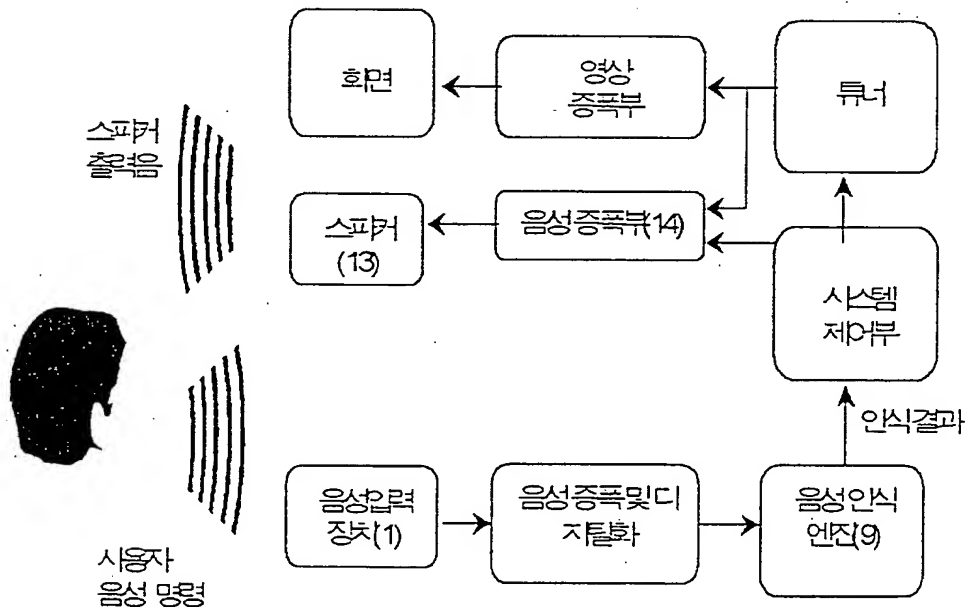 화면
영상
증폭부
튜너
스피커
출력음
스피커
(13)
음성 증폭부(14)
시스템
제어부
인식 결과
음성 입력
장치(1)
음성 증폭 및 디
지탈화
음성 인식
엔진(9)
사용자
음성 명령